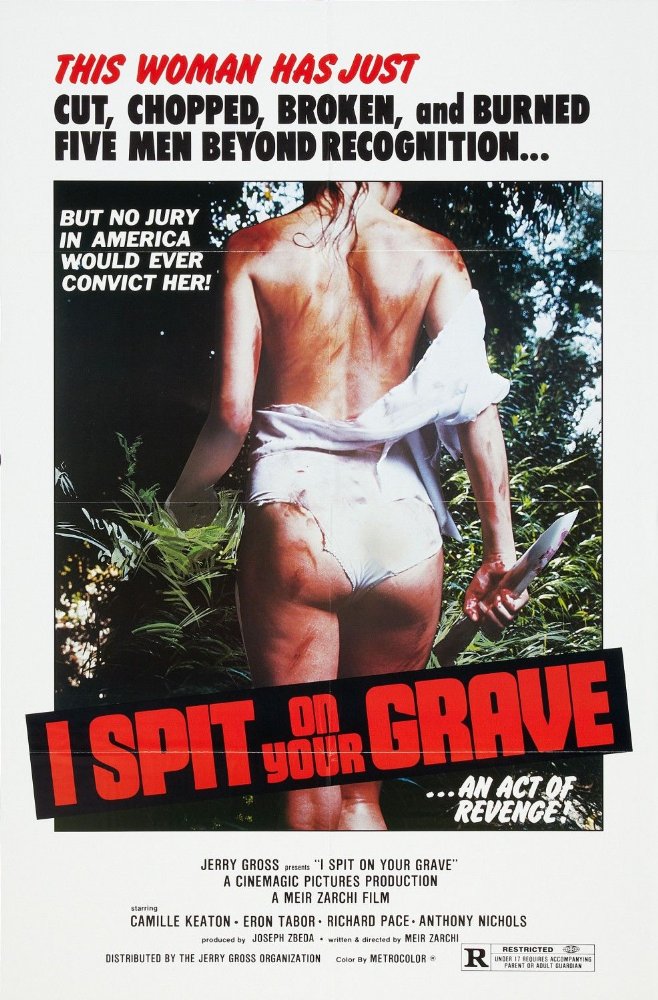 THIS WOMAN HAS JUST
CUT, CHOPPED, BROKEN, and BURNED
FIVE MEN BEYOND RECOGNITION...
BUT NO JURY
IN AMERICA
WOULD EVER
CONVICT HER!
I SPIT on YOUR GRAVE
...AN ACT OF
REVENGE!
JERRY GROSS presents "I SPIT ON YOUR GRAVE"
A CINEMAGIC PICTURES PRODUCTION
A MEIR ZARCHI FILM
starring
CAMILLE KEATON • ERON TABOR • RICHARD PACE • ANTHONY NICHOLS
produced by JOSEPH ZBEDA • written & directed by MEIR ZARCHI
DISTRIBUTED BY THE JERRY GROSS ORGANIZATION Color By METROCOLOR ®
R RESTRICTED
UNDER 17 REQUIRES ACCOMPANYING
PARENT OR ADULT GUARDIAN